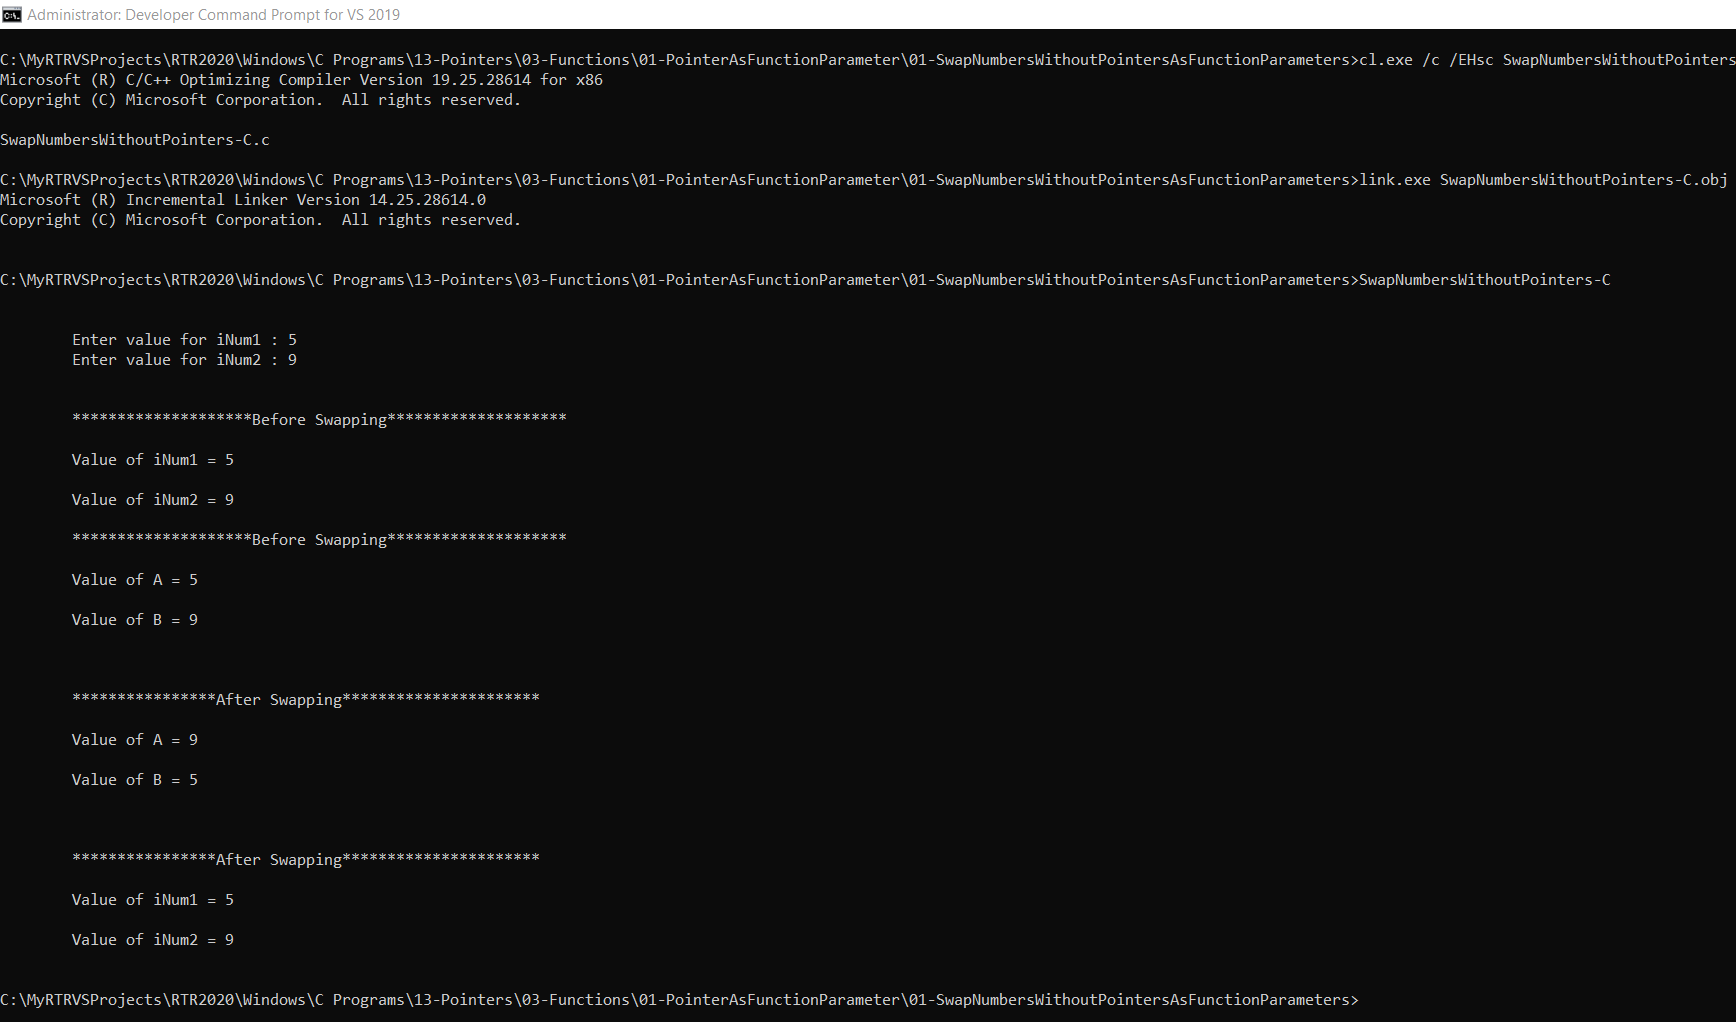 Administrator: Developer Command Prompt for VS 2019
C:\MyRTRVSProjects\RTR2020\Windows\C Programs\13-Pointers\03-Functions\01-PointerAsFunctionParameter\01-SwapNumbersWithoutPointersAsFunctionParameters>cl.exe /c /EHsc SwapNumbersWithoutPointers
Microsoft (R) C/C++ Optimizing Compiler Version 19.25.28614 for x86
Copyright (C) Microsoft Corporation.  All rights reserved.
SwapNumbersWithoutPointers-C.c
C:\MyRTRVSProjects\RTR2020\Windows\C Programs\13-Pointers\03-Functions\01-PointerAsFunctionParameter\01-SwapNumbersWithoutPointersAsFunctionParameters>link.exe SwapNumbersWithoutPointers-C.obj
Microsoft (R) Incremental Linker Version 14.25.28614.0
Copyright (C) Microsoft Corporation.  All rights reserved.
C:\MyRTRVSProjects\RTR2020\Windows\C Programs\13-Pointers\03-Functions\01-PointerAsFunctionParameter\01-SwapNumbersWithoutPointersAsFunctionParameters>SwapNumbersWithoutPointers-C
Enter value for iNum1 : 5
Enter value for iNum2 : 9
********************Before Swapping********************
Value of iNum1 = 5
Value of iNum2 = 9
********************Before Swapping********************
Value of A = 5
Value of B = 9
****************After Swapping**********************
Value of A = 9
Value of B = 5
****************After Swapping**********************
Value of iNum1 = 5
Value of iNum2 = 9
C:\MyRTRVSProjects\RTR2020\Windows\C Programs\13-Pointers\03-Functions\01-PointerAsFunctionParameter\01-SwapNumbersWithoutPointersAsFunctionParameters>